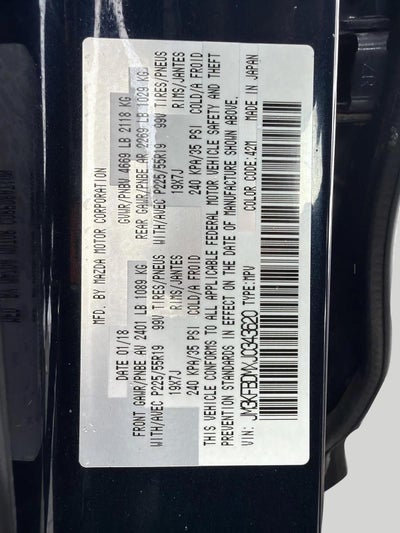 MFD. BY MAZDA MOTOR CORPORATION
DATE 01/18 GVWR/PNBV 4669 LB 2118 KG
FRONT GAWR/PNBE AV 2401 LB 1089 KG REAR GAWR/PNBE AR 2269 LB 1029 KG
WITH/AVEC P225/55R19 99V TIRES/PNEUS WITH/AVEC P225/55R19 99V TIRES/PNEUS
19X7J RIMS/JANTES 19X7J RIMS/JANTES
240 KPA/35 PSI COLD/A FROID 240 KPA/35 PSI COLD/A FROID
THIS VEHICLE CONFORMS TO ALL APPLICABLE FEDERAL MOTOR VEHICLE SAFETY AND THEFT
PREVENTION STANDARDS IN EFFECT ON THE DATE OF MANUFACTURE SHOWN ABOVE.
VIN: JM3KFBDMXJ0343620 TYPE:MPV COLOR CODE:42M MADE IN JAPAN